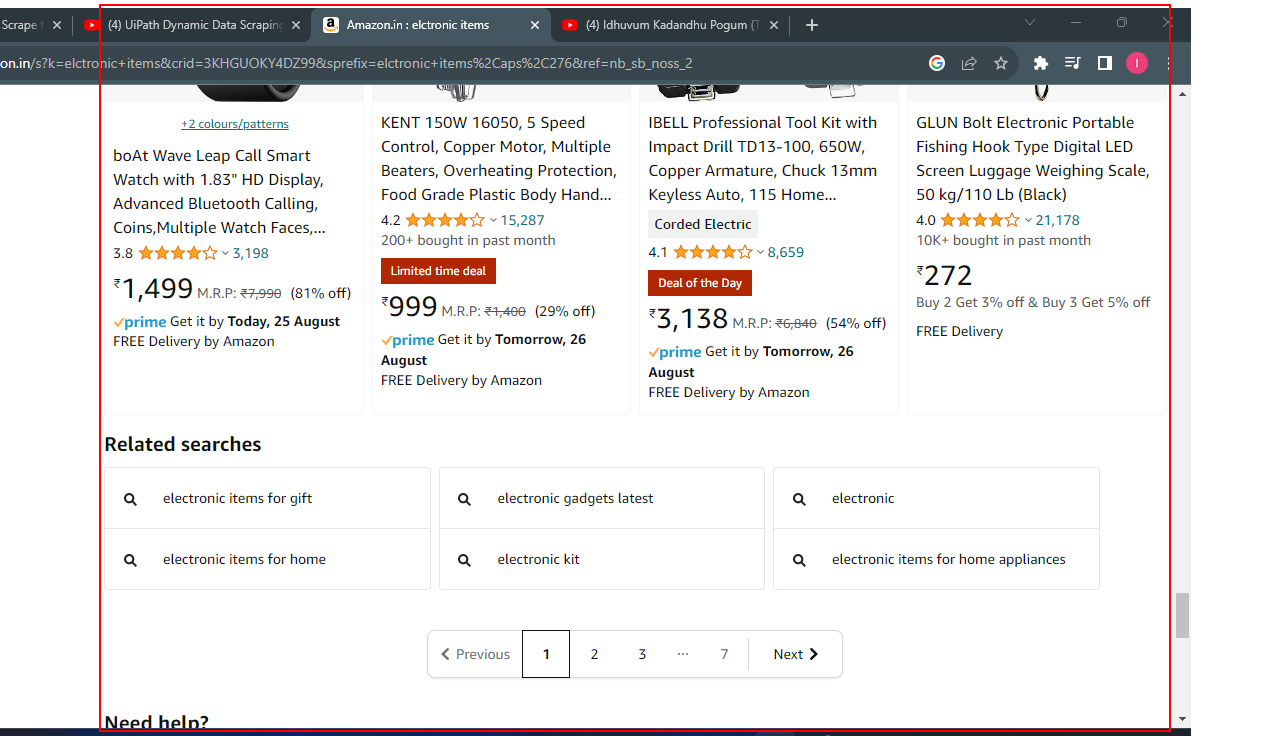 Scrape f
(4) UiPath Dynamic Data Scraping
Amazon.in : elctronic items
(4) Idhuvum Kadandhu Pogum (T
on.in/s?k=elctronic+items&crid=3KHGUOKY4DZ99&sprefix=elctronic+items%2Caps%2C276&ref=nb_sb_noss_2
I
+2 colours/patterns
boAt Wave Leap Call Smart
Watch with 1.83" HD Display,
Advanced Bluetooth Calling,
Coins,Multiple Watch Faces,...
3.8 3,198
₹1,499 M.R.P: ₹7,990 (81% off)
prime Get it by Today, 25 August
FREE Delivery by Amazon
KENT 150W 16050, 5 Speed
Control, Copper Motor, Multiple
Beaters, Overheating Protection,
Food Grade Plastic Body Hand...
4.2 15,287
200+ bought in past month
Limited time deal
₹999 M.R.P: ₹1,400 (29% off)
prime Get it by Tomorrow, 26
August
FREE Delivery by Amazon
IBELL Professional Tool Kit with
Impact Drill TD13-100, 650W,
Copper Armature, Chuck 13mm
Keyless Auto, 115 Home...
Corded Electric
4.1 8,659
Deal of the Day
₹3,138 M.R.P: ₹6,840 (54% off)
prime Get it by Tomorrow, 26
August
FREE Delivery by Amazon
GLUN Bolt Electronic Portable
Fishing Hook Type Digital LED
Screen Luggage Weighing Scale,
50 kg/110 Lb (Black)
4.0 21,178
10K+ bought in past month
₹272
Buy 2 Get 3% off & Buy 3 Get 5% off
FREE Delivery
Related searches
electronic items for gift
electronic gadgets latest
electronic
electronic items for home
electronic kit
electronic items for home appliances
Previous 1 2 3 ... 7 Next
Need help?